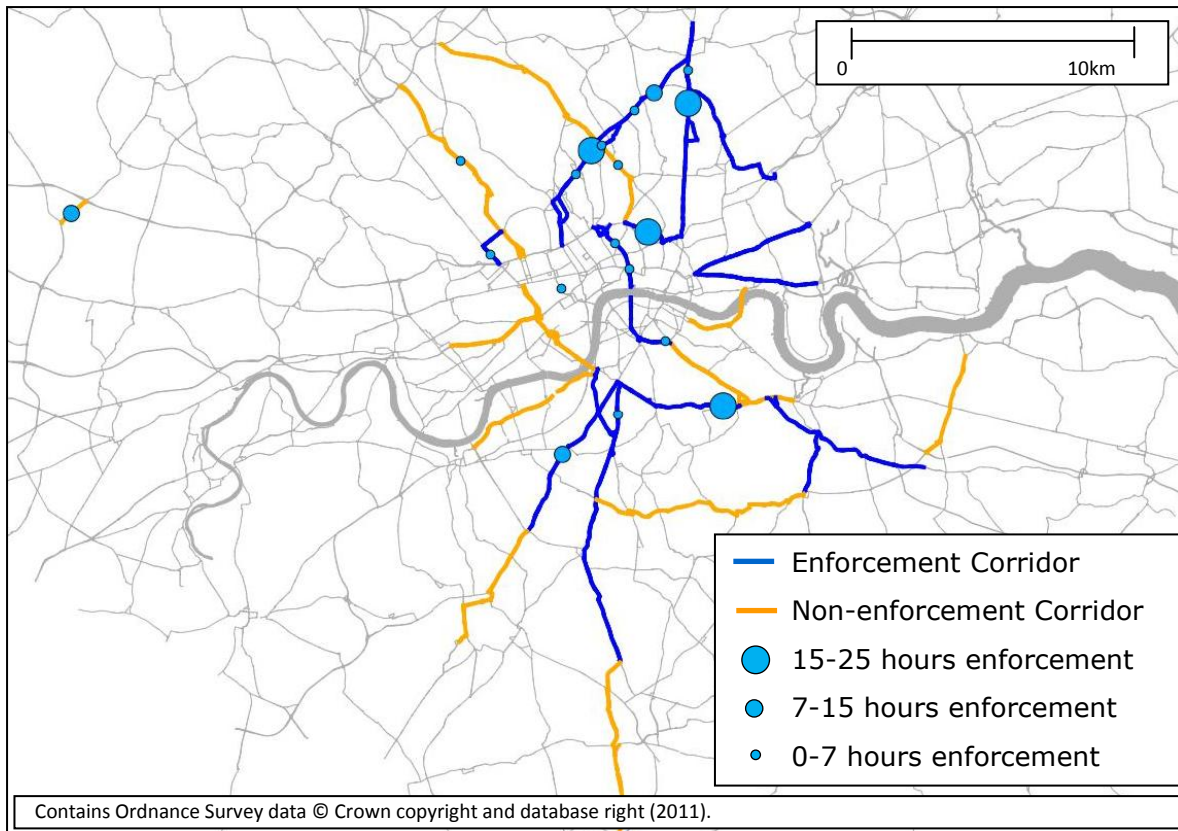 0 10km
Enforcement Corridor
Non-enforcement Corridor
15-25 hours enforcement
7-15 hours enforcement
0-7 hours enforcement
Contains Ordnance Survey data © Crown copyright and database right (2011).